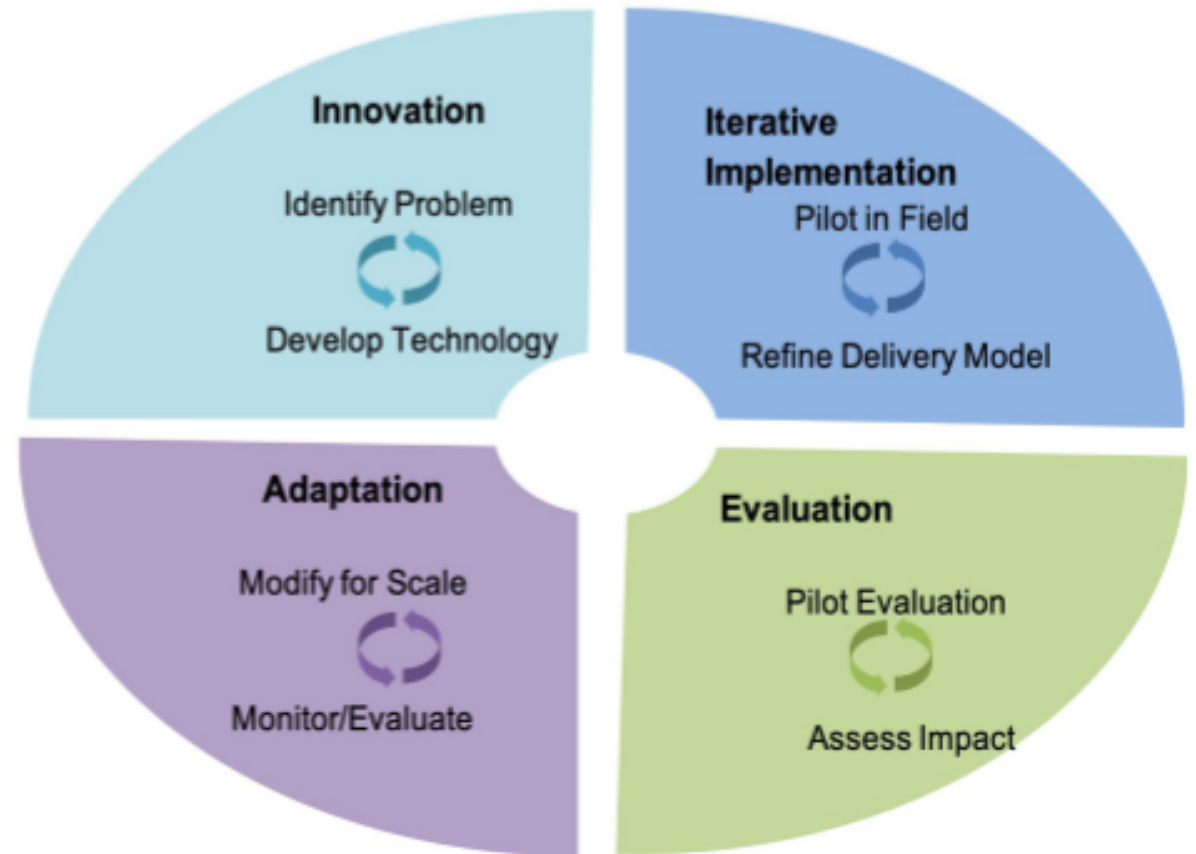 Innovation
Identify Problem
Develop Technology
Iterative
Implementation
Pilot in Field
Refine Delivery Model
Adaptation
Modify for Scale
Monitor/Evaluate
Evaluation
Pilot Evaluation
Assess Impact